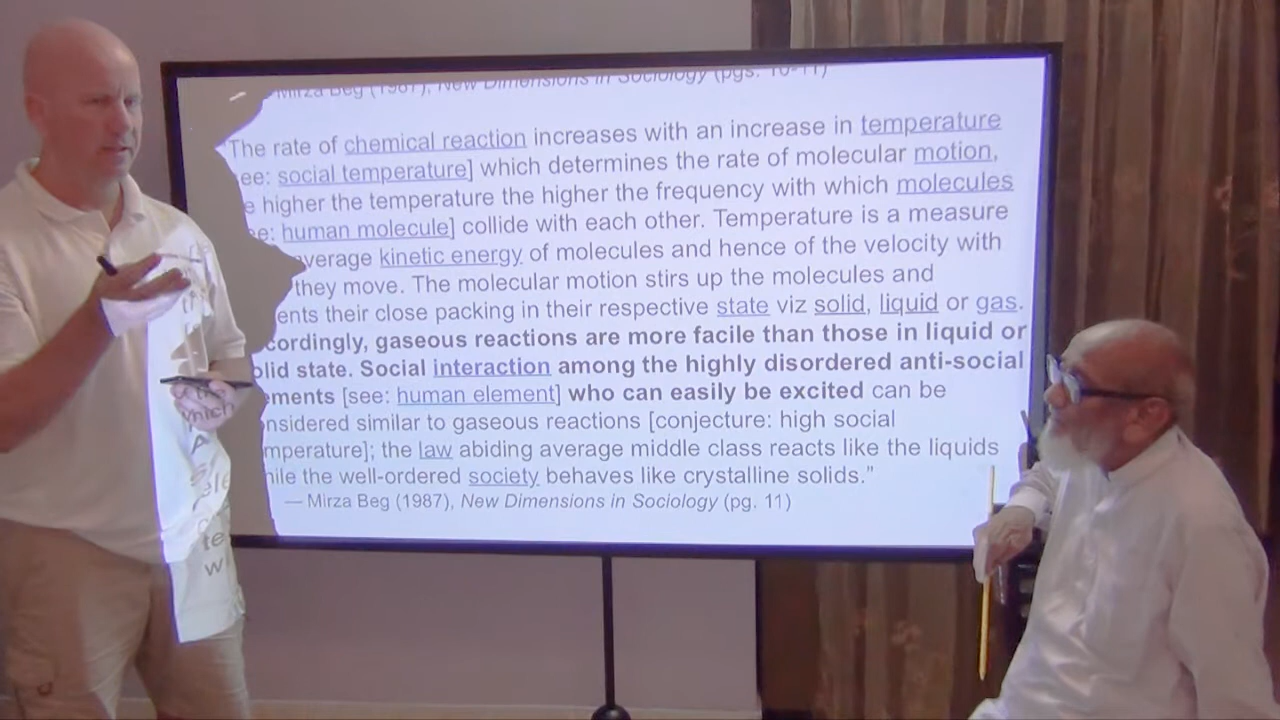 Mirza Beg (1987), New Dimensions in Sociology (pgs. 10-11)
"The rate of chemical reaction increases with an increase in temperature
ee: social temperature] which determines the rate of molecular motion,
e higher the temperature the higher the frequency with which molecules
e: human molecule] collide with each other. Temperature is a measure
verage kinetic energy of molecules and hence of the velocity with
they move. The molecular motion stirs up the molecules and
ents their close packing in their respective state viz solid, liquid or gas.
cordingly, gaseous reactions are more facile than those in liquid or
olid state. Social interaction among the highly disordered anti-social
ements [see: human element] who can easily be excited can be
nsidered similar to gaseous reactions [conjecture: high social
mperature]; the law abiding average middle class reacts like the liquids
hile the well-ordered society behaves like crystalline solids."
— Mirza Beg (1987), New Dimensions in Sociology (pg. 11)
which